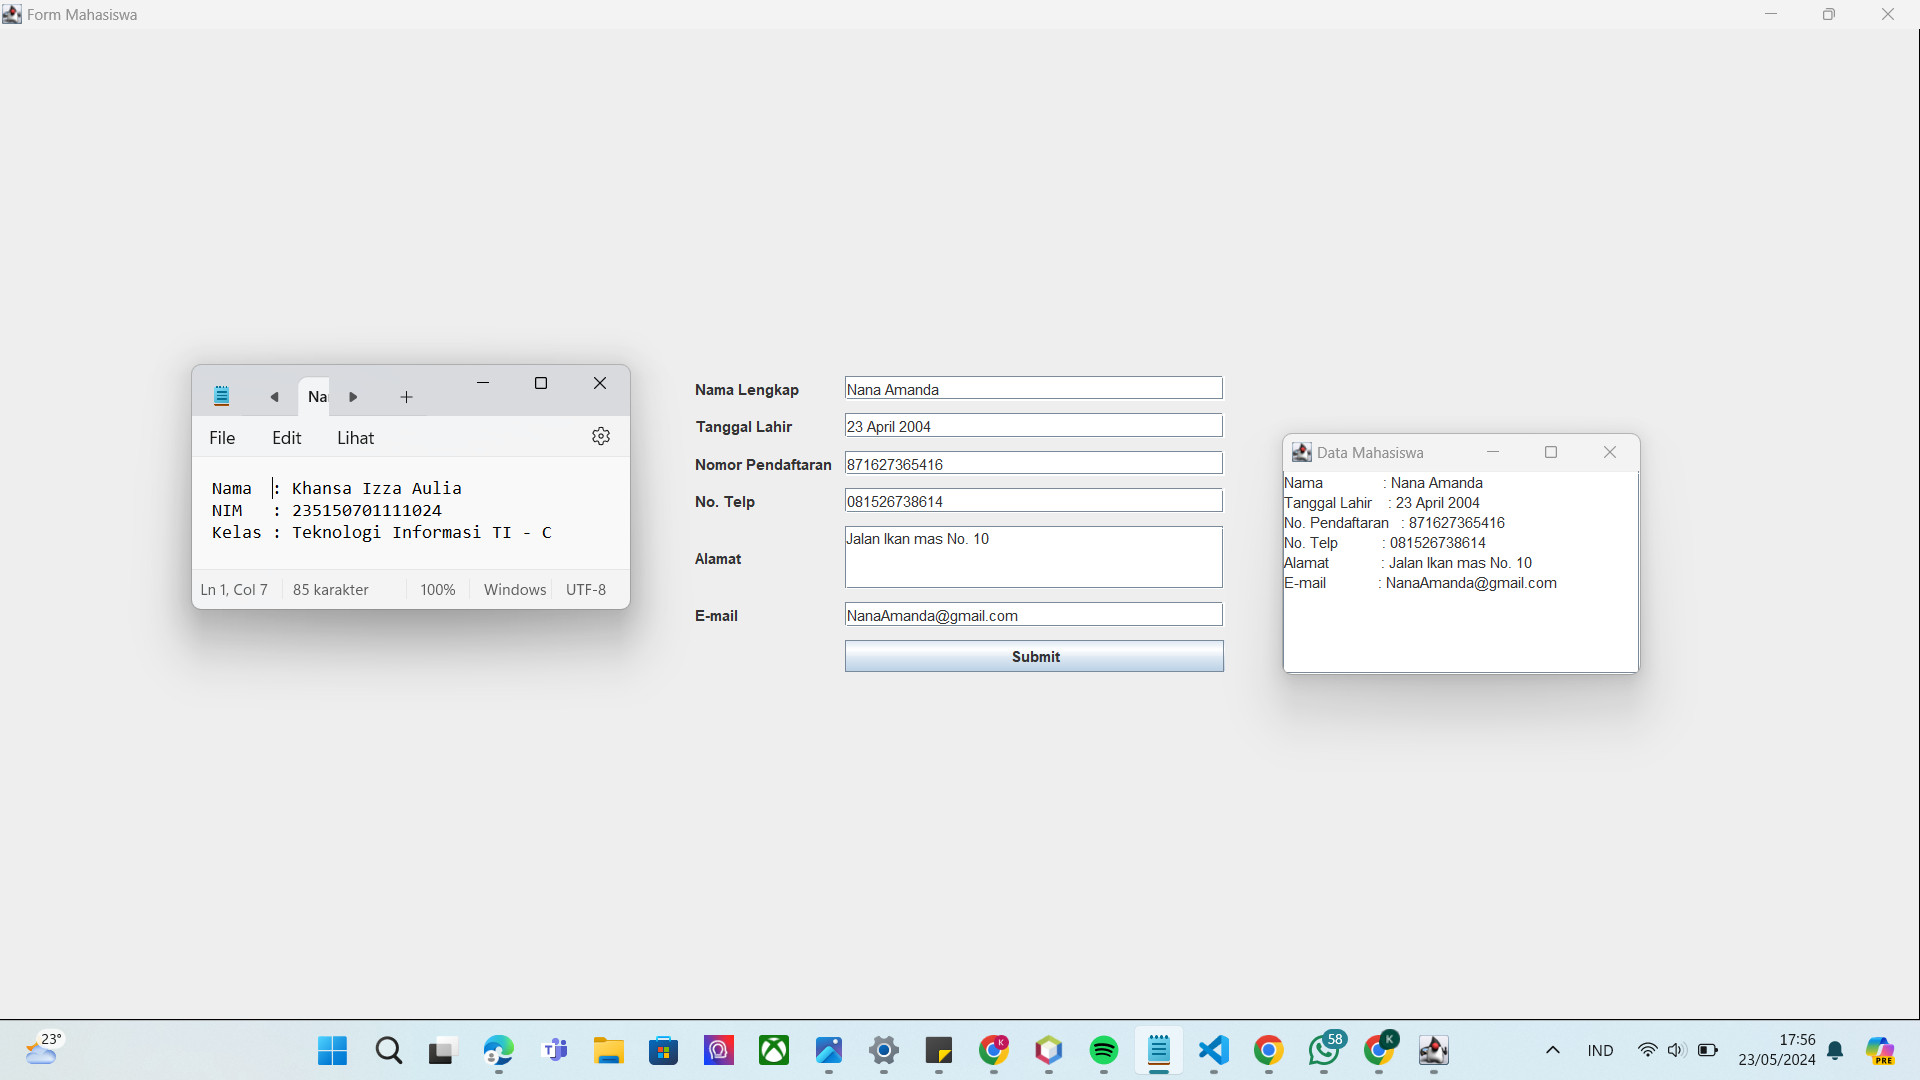 Form Mahasiswa
Na
File Edit Lihat
Nama : Khansa Izza Aulia
NIM : 235150701111024
Kelas : Teknologi Informasi TI - C
Ln 1, Col 7 85 karakter 100% Windows UTF-8
Nama Lengkap Nana Amanda
Tanggal Lahir 23 April 2004
Nomor Pendaftaran 871627365416
No. Telp 081526738614
Alamat Jalan Ikan mas No. 10
E-mail NanaAmanda@gmail.com
Submit
Data Mahasiswa
Nama : Nana Amanda
Tanggal Lahir : 23 April 2004
No. Pendaftaran : 871627365416
No. Telp : 081526738614
Alamat : Jalan Ikan mas No. 10
E-mail : NanaAmanda@gmail.com
23°
K
58
K
IND
17:56
23/05/2024
PRE